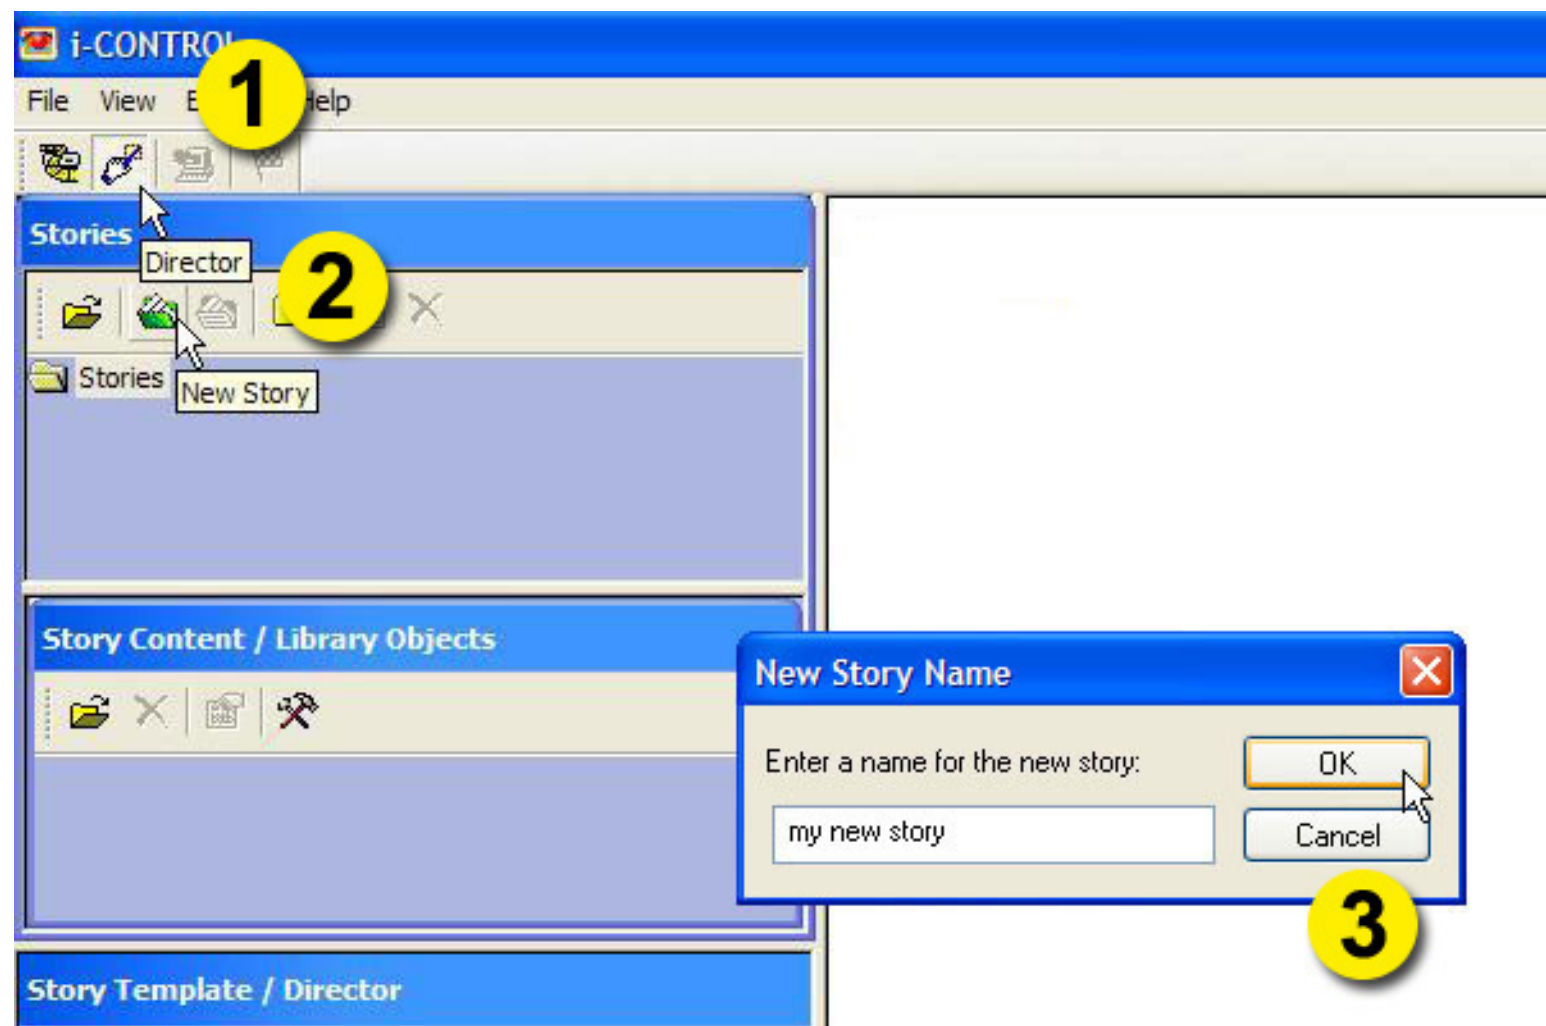 i-CONTROL
1
File View Help
Stories
Director
2
Stories
New Story
Story Content / Library Objects
New Story Name
Enter a name for the new story:
OK
my new story
Cancel
3
Story Template / Director